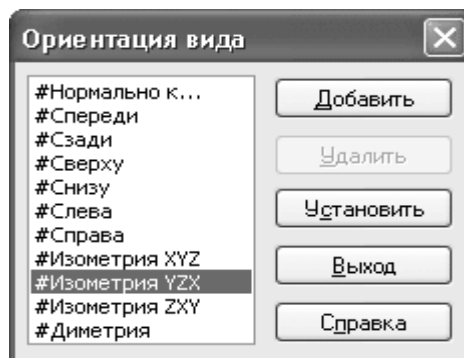 Ориентация вида
#Нормально к...
#Спереди
#Сзади
#Сверху
#Снизу
#Слева
#Справа
#Изометрия XYZ
#Изометрия YZX
#Изометрия ZXY
#Диметрия
Добавить
Удалить
Установить
Выход
Справка